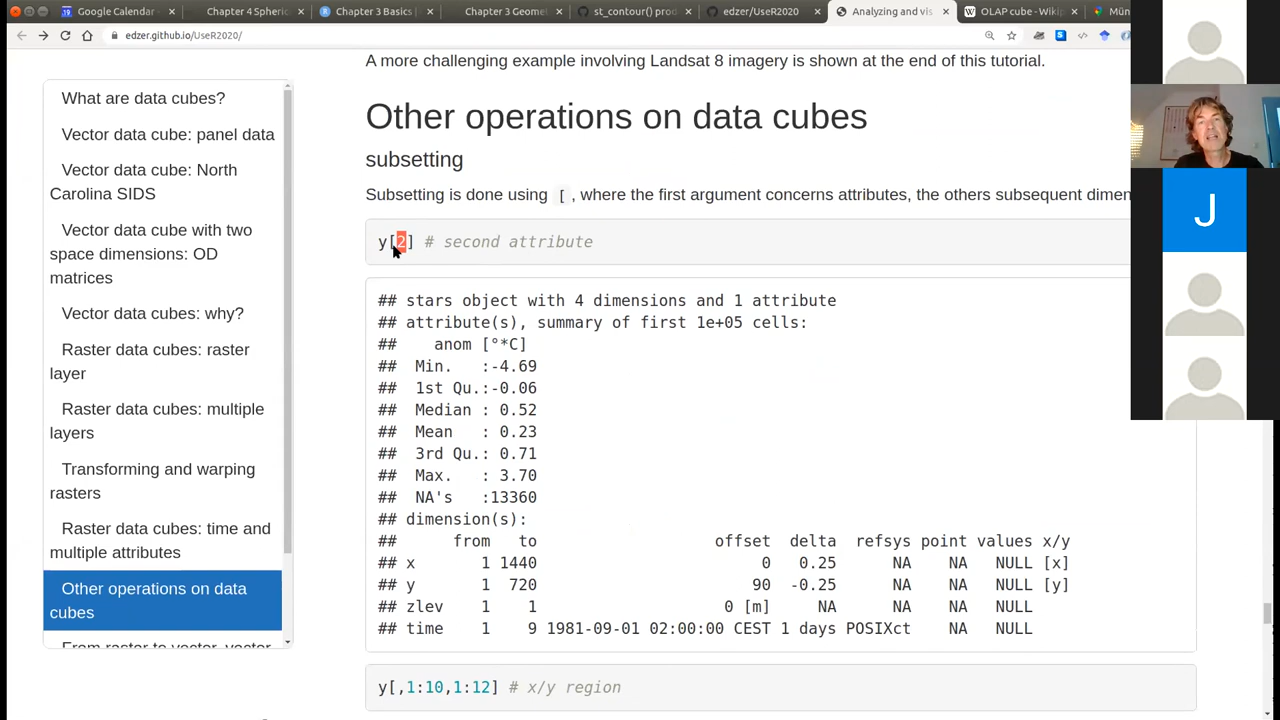 Google Calendar -
Chapter 4 Spheric
Chapter 3 Basics |
Chapter 3 Geomet
st_contour() prod
edzer/UseR2020
Analyzing and vis
OLAP cube - Wikip
Mün
edzer.github.io/UseR2020/
What are data cubes?
Vector data cube: panel data
Vector data cube: North
Carolina SIDS
Vector data cube with two
space dimensions: OD
matrices
Vector data cubes: why?
Raster data cubes: raster
layer
Raster data cubes: multiple
layers
Transforming and warping
rasters
Raster data cubes: time and
multiple attributes
Other operations on data
cubes
From raster to vector, vector
A more challenging example involving Landsat 8 imagery is shown at the end of this tutorial.
Other operations on data cubes
subsetting
Subsetting is done using [, where the first argument concerns attributes, the others subsequent dimen
y[2] # second attribute
## stars object with 4 dimensions and 1 attribute
## attribute(s), summary of first 1e+05 cells:
## anom [°*C]
## Min. :-4.69
## 1st Qu.:-0.06
## Median : 0.52
## Mean : 0.23
## 3rd Qu.: 0.71
## Max. : 3.70
## NA's :13360
## dimension(s):
## from to offset delta refsys point values x/y
## x 1 1440 0 0.25 NA NA NULL [x]
## y 1 720 90 -0.25 NA NA NULL [y]
## zlev 1 1 0 [m] NA NA NA NULL
## time 1 9 1981-09-01 02:00:00 CEST 1 days POSIXct NA NULL
y[,1:10,1:12] # x/y region
J